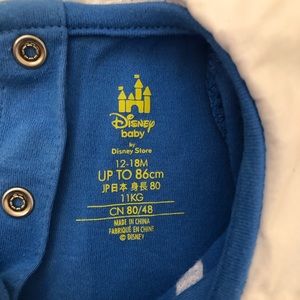 Disney
baby
by
Disney Store
12-18M
UP TO 86cm
JP日本 身長 80
11KG
CN 80/48
MADE IN CHINA
FABRIQUÉ EN CHINE
© DISNEY